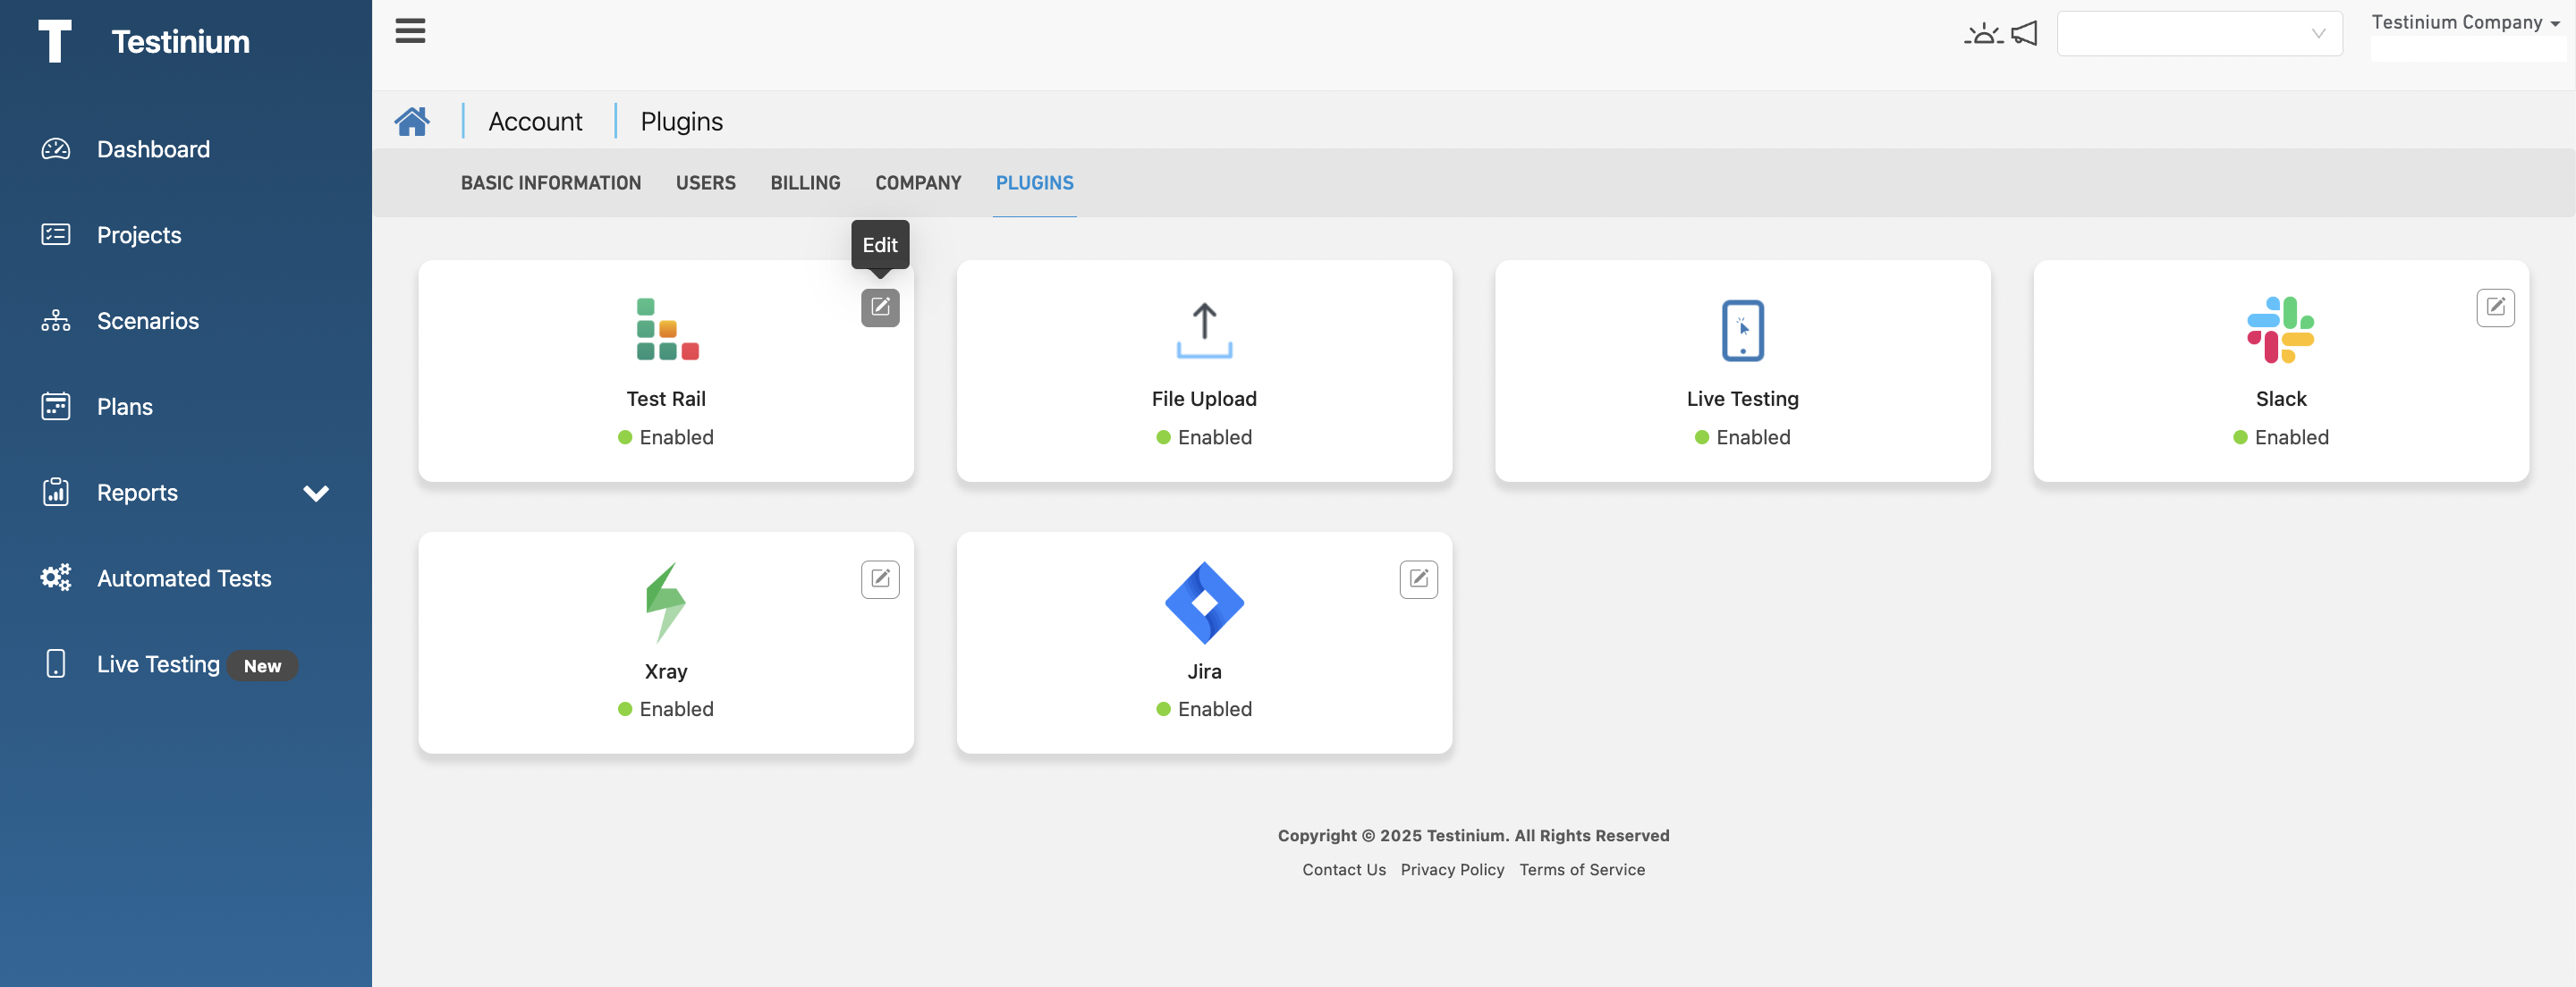 Testinium
Testinium Company
Dashboard
Projects
Scenarios
Plans
Reports
Automated Tests
Live Testing New
Account Plugins
BASIC INFORMATION USERS BILLING COMPANY PLUGINS
Edit
Test Rail
Enabled
File Upload
Enabled
Live Testing
Enabled
Slack
Enabled
Xray
Enabled
Jira
Enabled
Copyright © 2025 Testinium. All Rights Reserved
Contact Us Privacy Policy Terms of Service